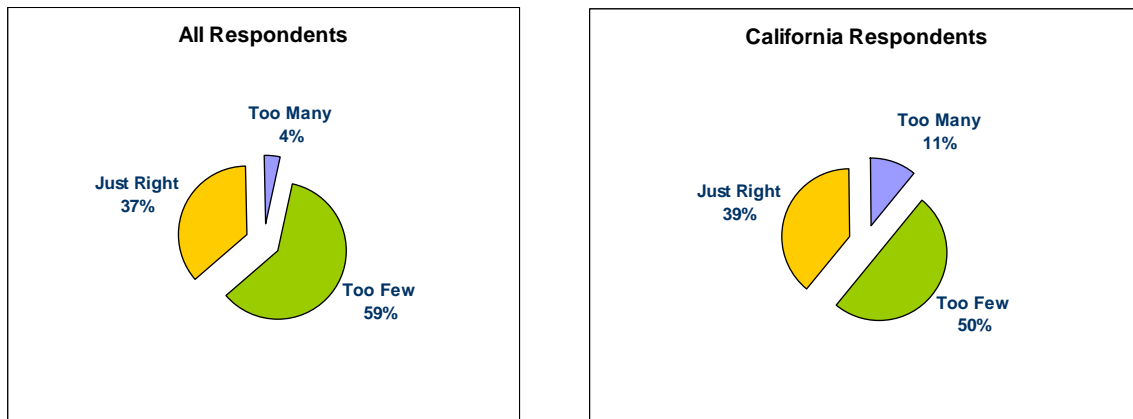 All Respondents
Too Many
4%
Just Right
37%
Too Few
59%
California Respondents
Too Many
11%
Just Right
39%
Too Few
50%